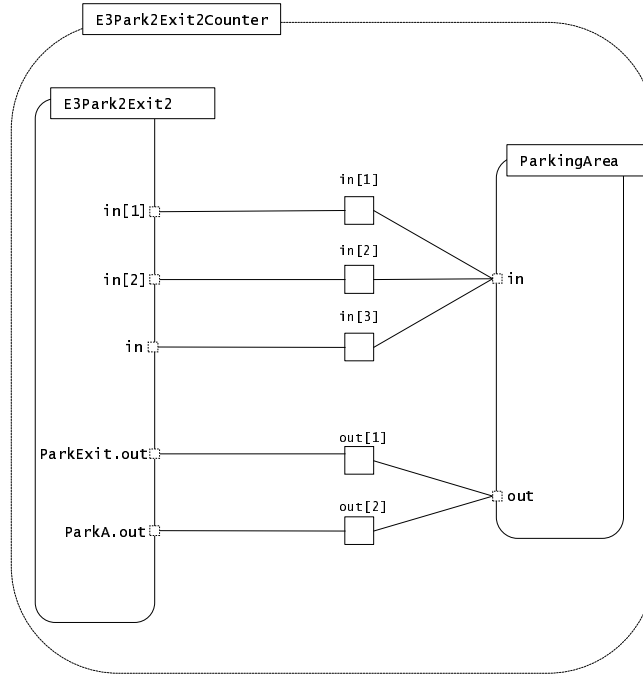 E3Park2Exit2Counter
E3Park2Exit2
ParkingArea
in[1]
in[1]
in[2]
in[2]
in
in[3]
in
ParkExit.out
out[1]
out
ParkA.out
out[2]